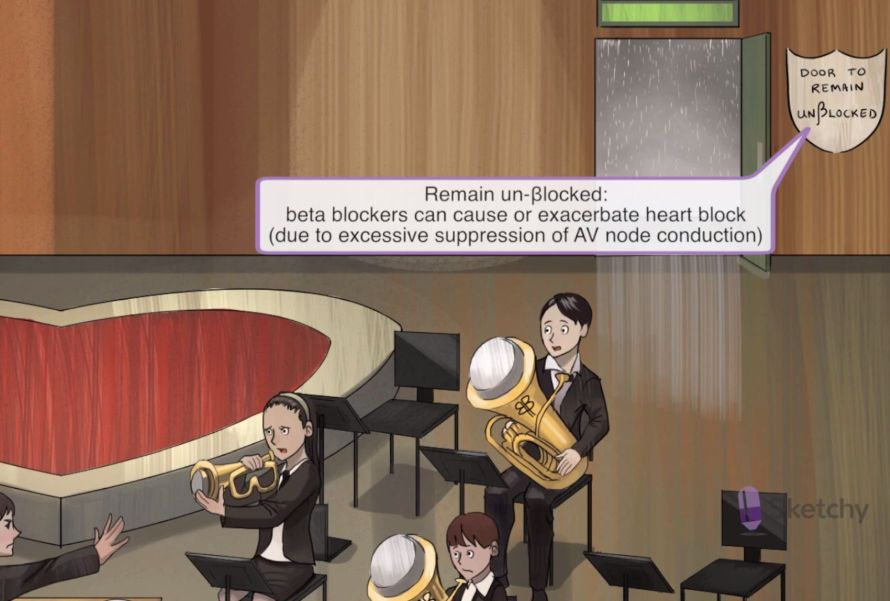 DOOR TO
REMAIN
UNβLOCKED
Remain un-βlocked:
beta blockers can cause or exacerbate heart block
(due to excessive suppression of AV node conduction)
Sketchy